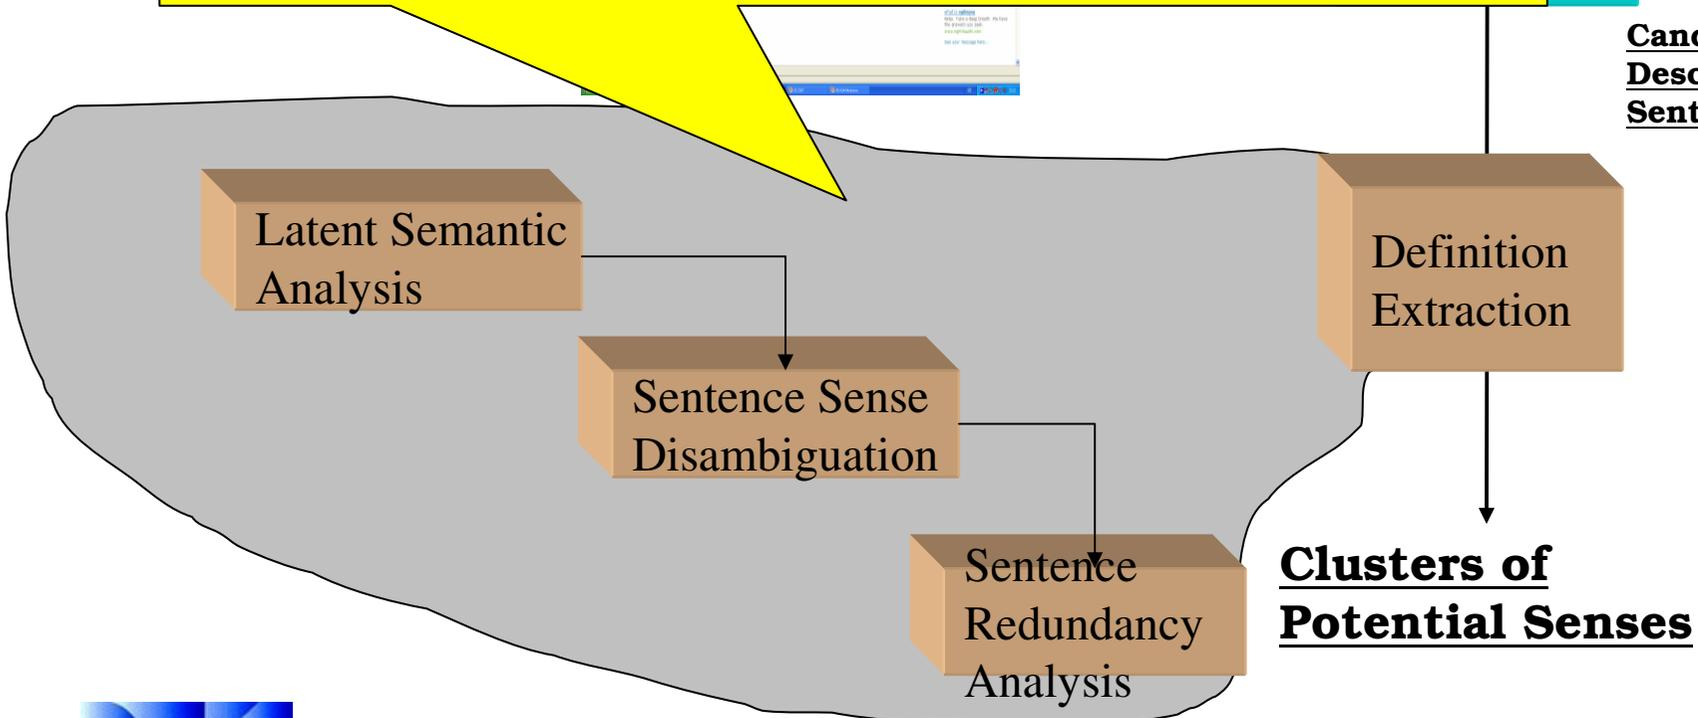 Latent Semantic
Analysis
Sentence Sense
Disambiguation
Sentence
Redundancy
Analysis
Definition
Extraction
Clusters of
Potential Senses